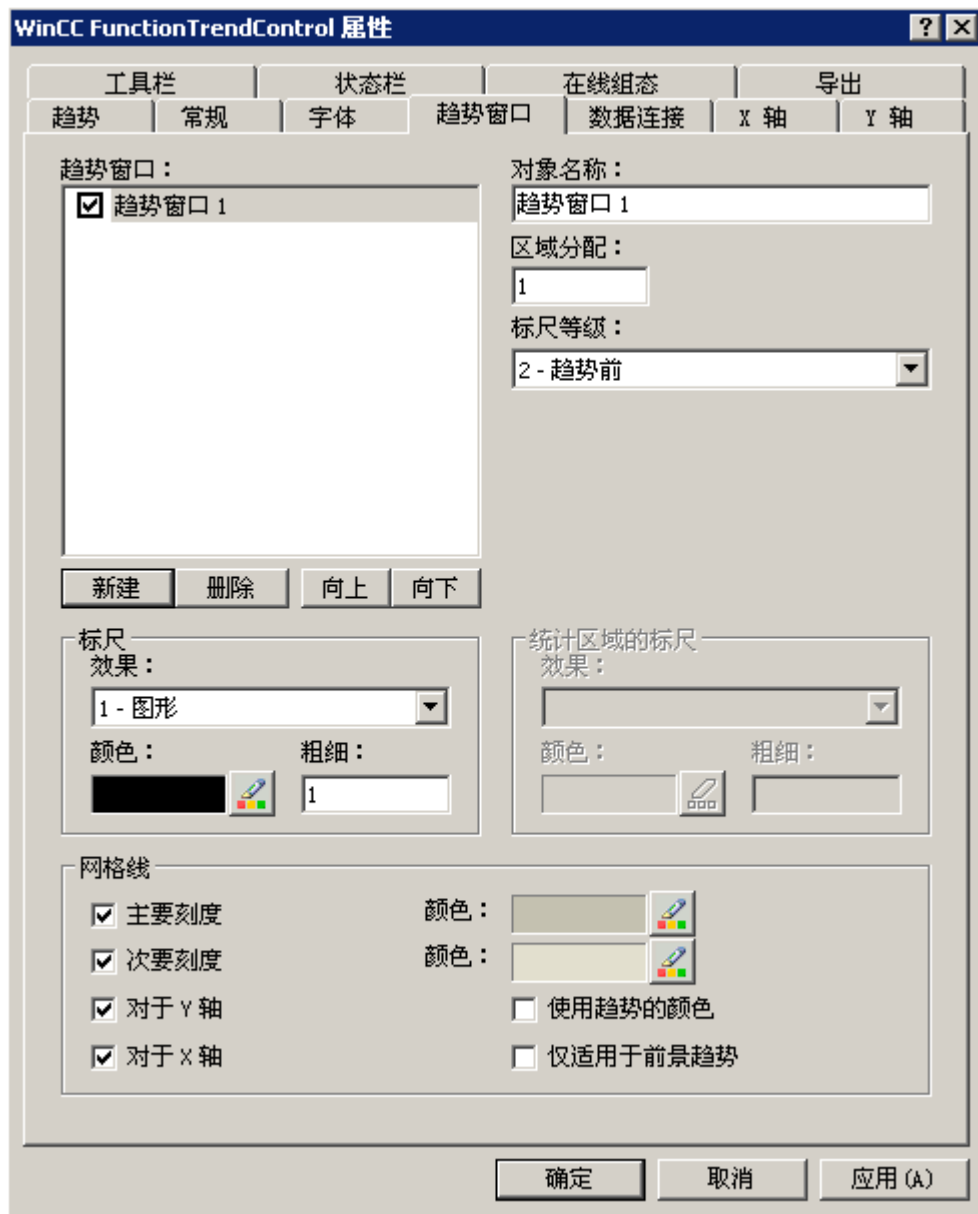 WinCC FunctionTrendControl 属性
工具栏 状态栏 在线组态 导出
趋势 常规 字体 趋势窗口 数据连接 X 轴 Y 轴
趋势窗口：
趋势窗口 1
对象名称：
趋势窗口 1
区域分配：
1
标尺等级：
2 - 趋势前
新建 删除 向上 向下
标尺
效果：
1 - 图形
颜色： 粗细：
1
统计区域的标尺
效果：
颜色： 粗细：
网格线
主要刻度 颜色：
次要刻度 颜色：
对于 Y 轴 使用趋势的颜色
对于 X 轴 仅适用于前景趋势
确定 取消 应用(A)